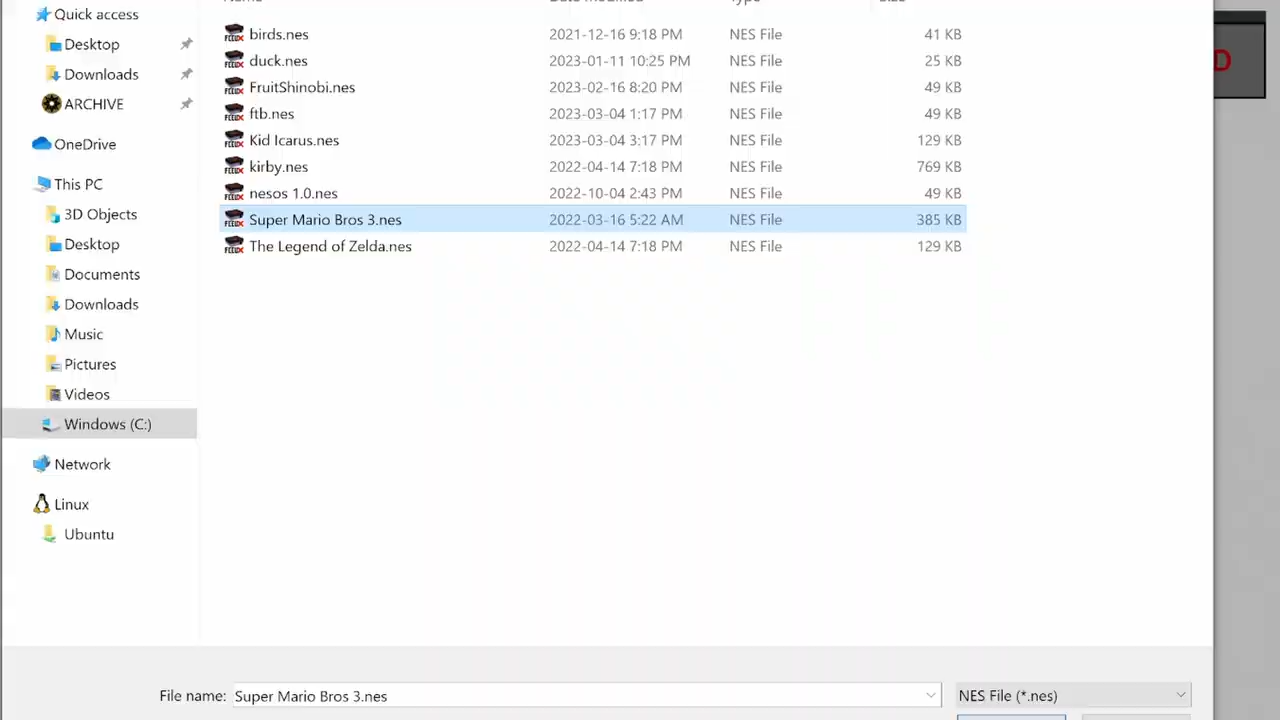 Quick access
Desktop
Downloads
ARCHIVE
OneDrive
This PC
3D Objects
Desktop
Documents
Downloads
Music
Pictures
Videos
Windows (C:)
Network
Linux
Ubuntu
birds.nes 2021-12-16 9:18 PM NES File 41 KB
duck.nes 2023-01-11 10:25 PM NES File 25 KB
FruitShinobi.nes 2023-02-16 8:20 PM NES File 49 KB
ftb.nes 2023-03-04 1:17 PM NES File 49 KB
Kid Icarus.nes 2023-03-04 3:17 PM NES File 129 KB
kirby.nes 2022-04-14 7:18 PM NES File 769 KB
nesos 1.0.nes 2022-10-04 2:43 PM NES File 49 KB
Super Mario Bros 3.nes 2022-03-16 5:22 AM NES File 385 KB
The Legend of Zelda.nes 2022-04-14 7:18 PM NES File 129 KB
D
File name: Super Mario Bros 3.nes NES File (*.nes)